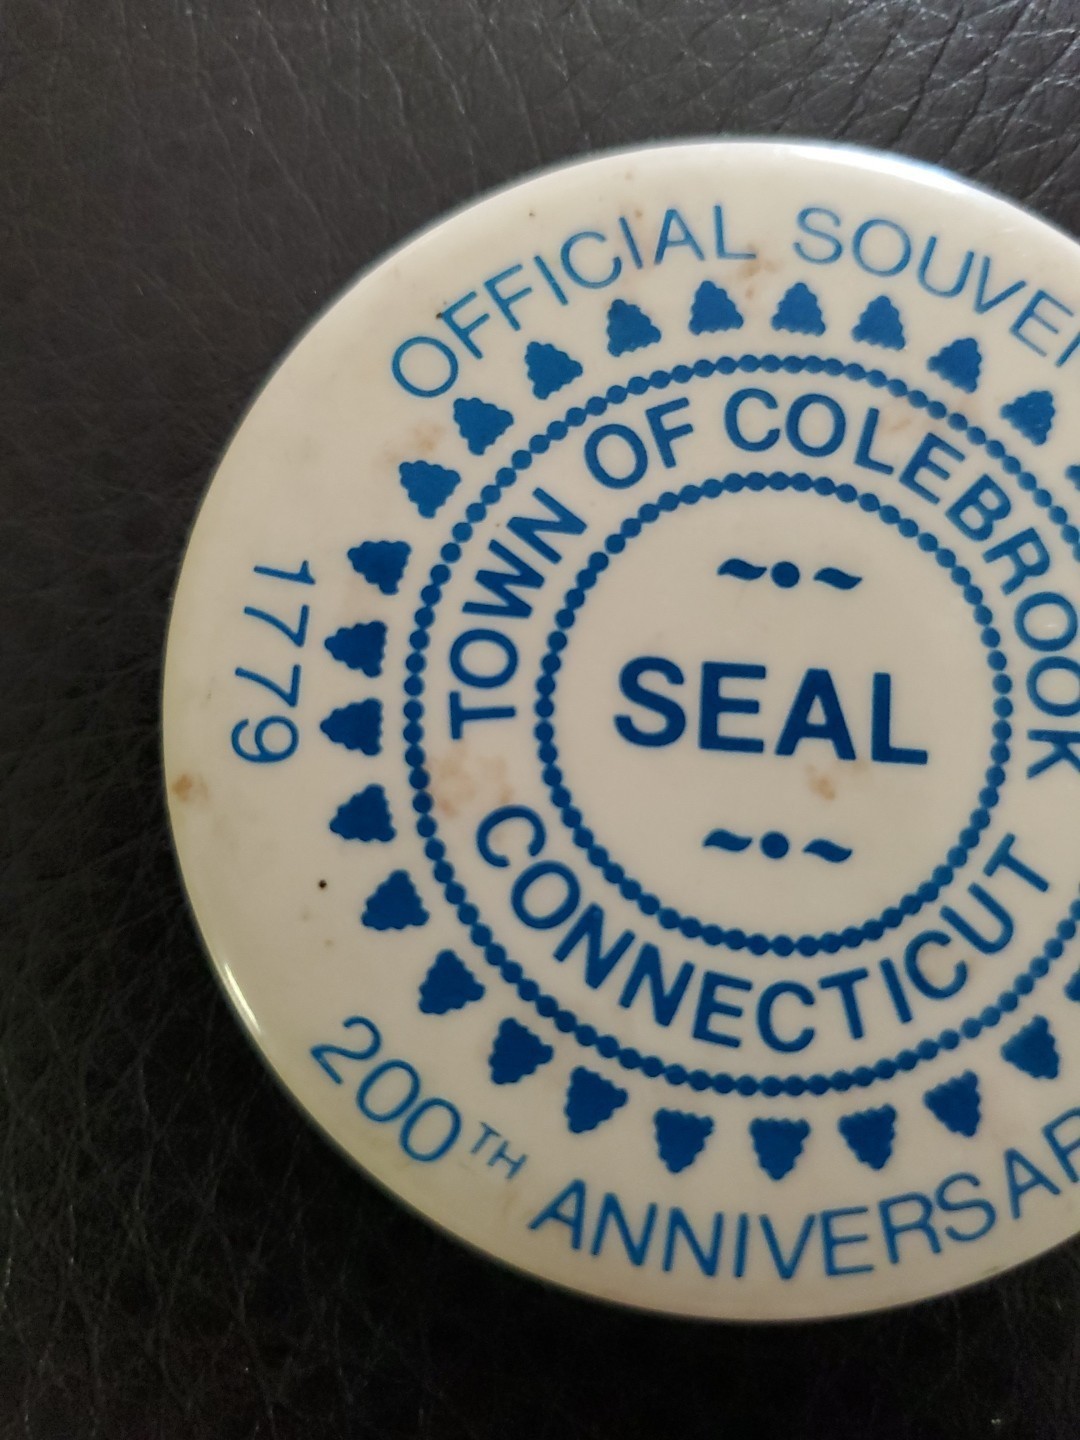 OFFICIAL SOUVE
TOWN OF COLEBROOK
SEAL
CONNECTICUT
1779
200TH ANNIVERSAR